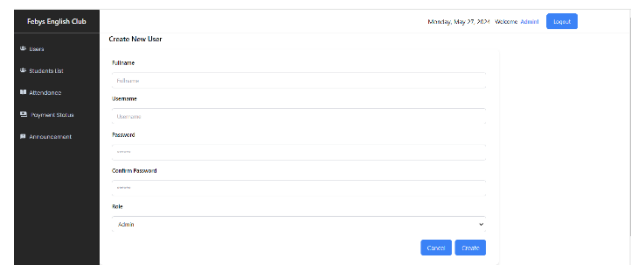 Febys English Club
Monday, May 27, 2024 Welcome Admin! Logout
Users
Students List
Attendance
Payment Status
Announcement
Create New User
Fullname
Fullname
Username
Username
Password
Confirm Password
Role
Admin
Cancel Create